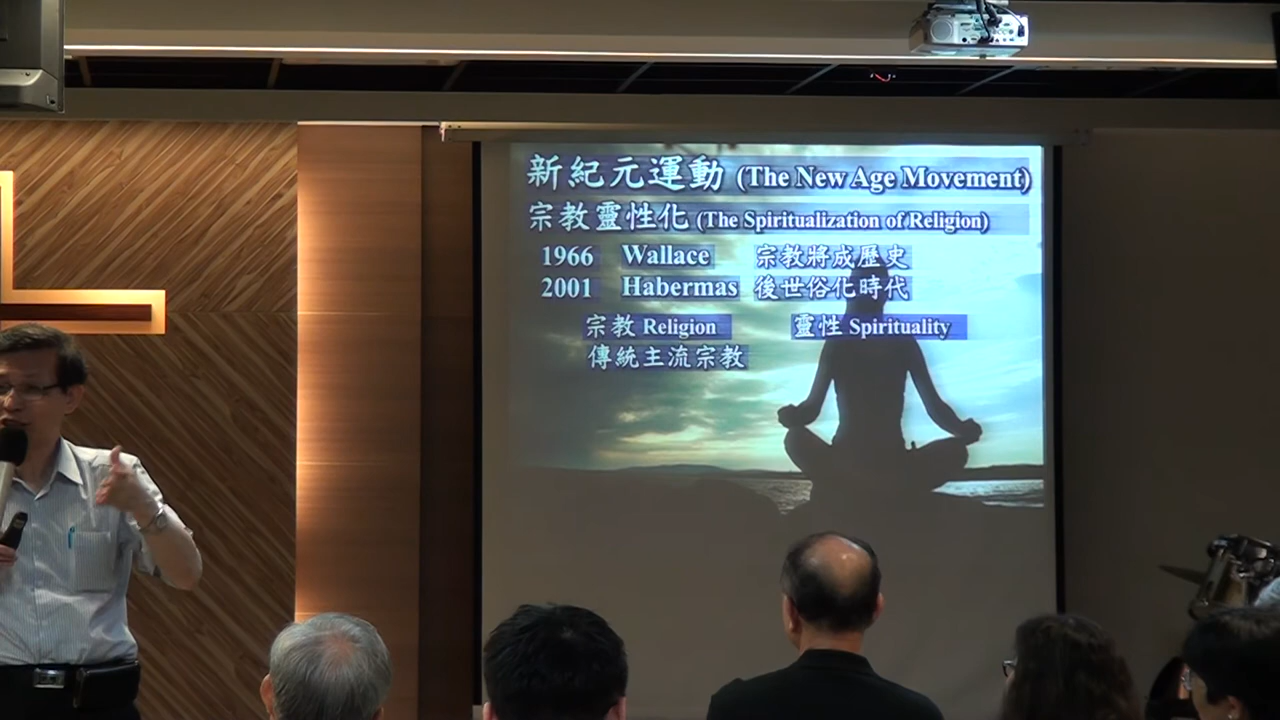 新紀元運動 (The New Age Movement)
宗教靈性化 (The Spiritualization of Religion)
1966 Wallace 宗教將成歷史
2001 Habermas 後世俗化時代
宗教 Religion 靈性 Spirituality
傳統主流宗教